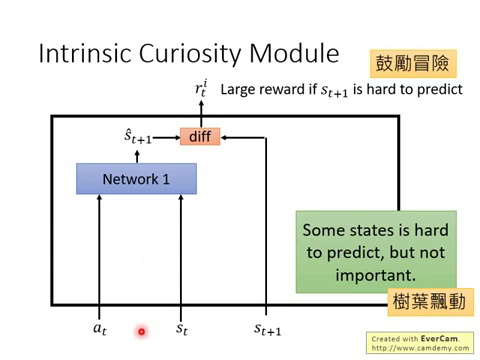 Intrinsic Curiosity Module
鼓勵冒險
r_t^i Large reward if s_{t+1} is hard to predict
ŝ_{t+1} diff
Network 1
Some states is hard
to predict, but not
important.
樹葉飄動
a_t s_t s_{t+1}
Created with EverCam.
http://www.camdemy.com